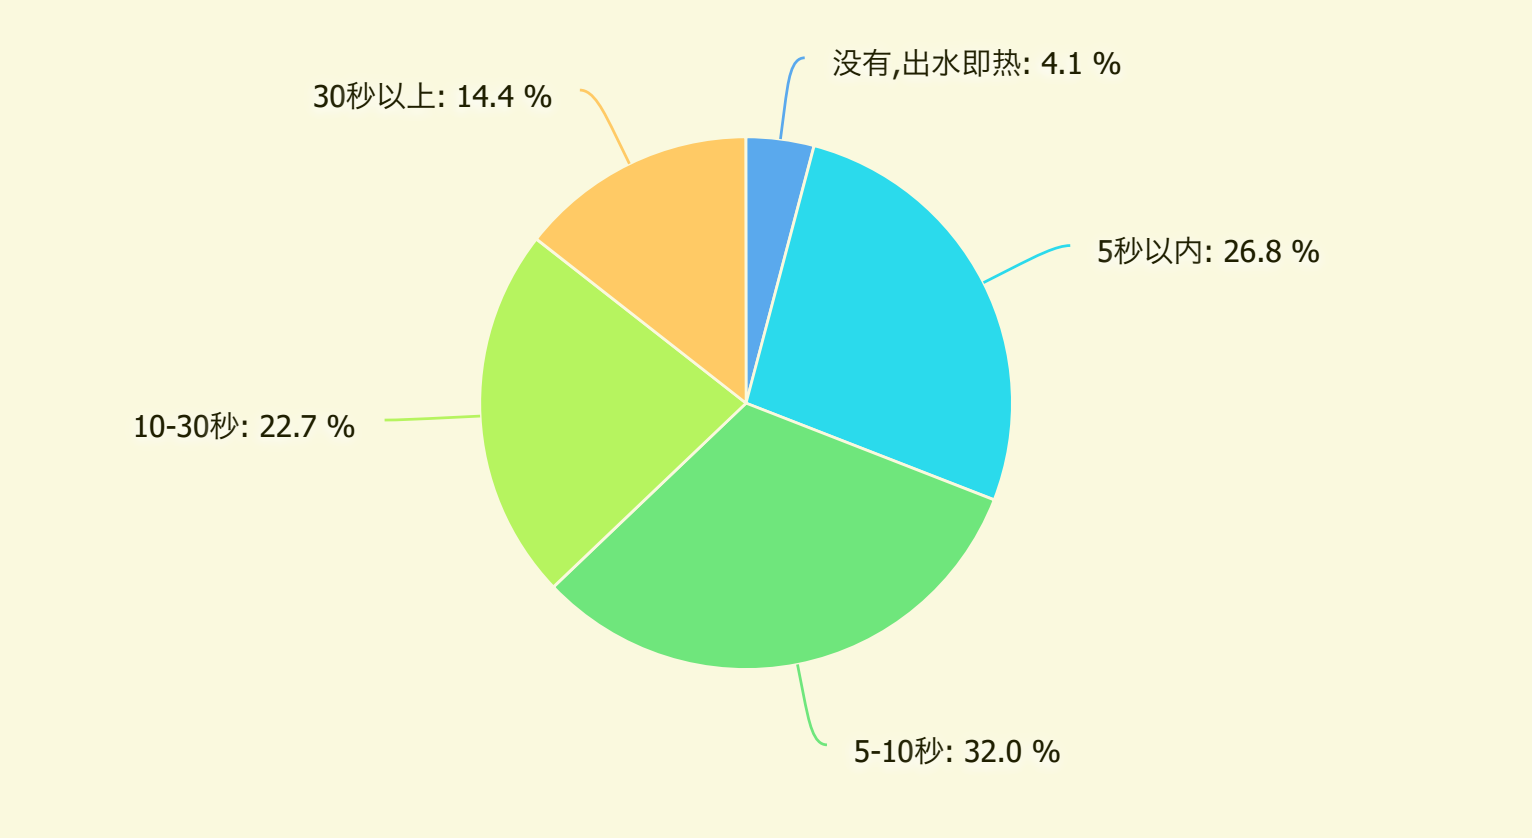 没有,出水即热: 4.1 %
30秒以上: 14.4 %
5秒以内: 26.8 %
10-30秒: 22.7 %
5-10秒: 32.0 %